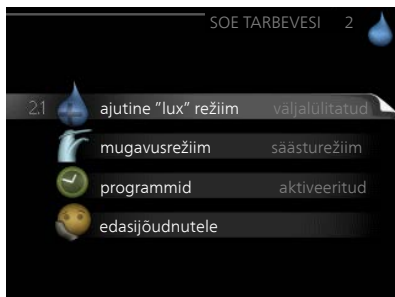 SOE TARBEVESI 2
2.1 ajutine "lux" režiim väljalülitatud
mugavusrežiim säästurežiim
programmid aktiveeritud
edasijõudnutele